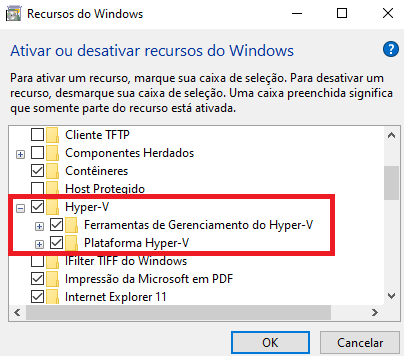 Recursos do Windows
Ativar ou desativar recursos do Windows
Para ativar um recurso, marque sua caixa de seleção. Para desativar um
recurso, desmarque sua caixa de seleção. Uma caixa preenchida significa
que somente parte do recurso está ativada.
Cliente TFTP
Componentes Herdados
Contêineres
Host Protegido
Hyper-V
Ferramentas de Gerenciamento do Hyper-V
Plataforma Hyper-V
IFilter TIFF do Windows
Impressão da Microsoft em PDF
Internet Explorer 11
OK
Cancelar